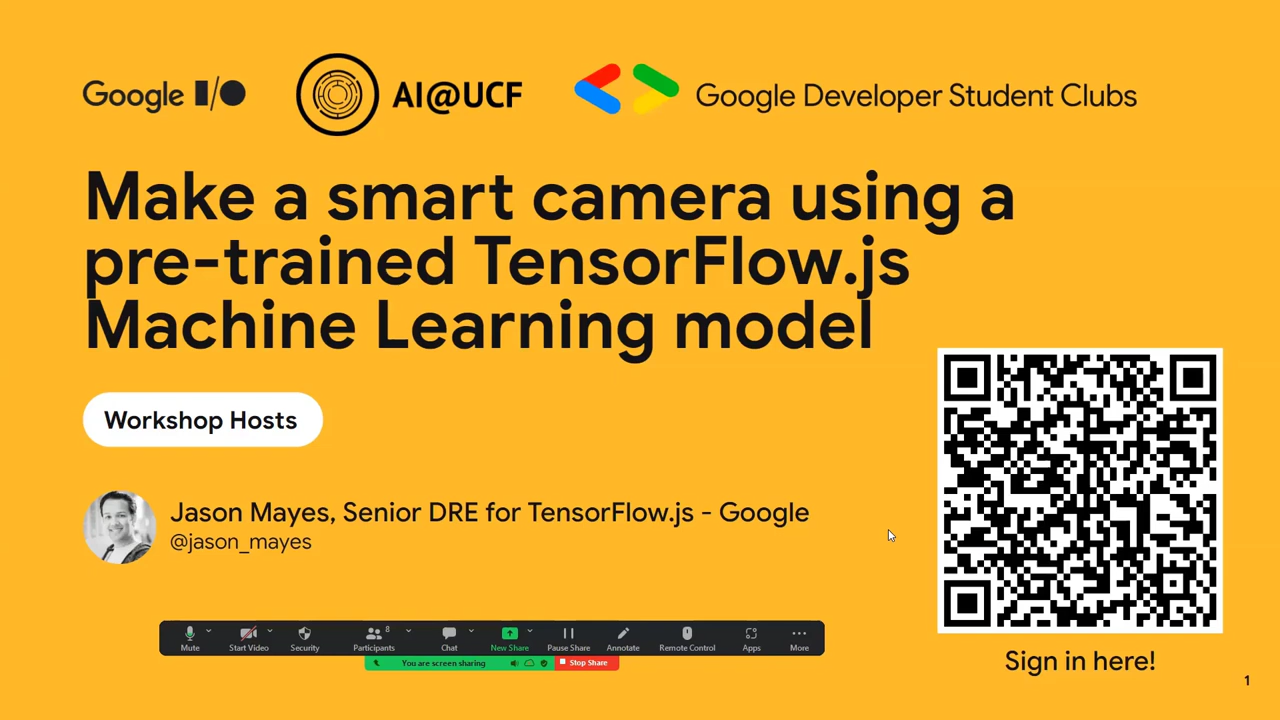 Google I/O
AI@UCF
Google Developer Student Clubs
Make a smart camera using a
pre-trained TensorFlow.js
Machine Learning model
Workshop Hosts
Jason Mayes, Senior DRE for TensorFlow.js - Google
@jason_mayes
8
Mute
Start Video
Security
Participants
Chat
New Share
Pause Share
Annotate
Remote Control
Apps
More
You are screen sharing
Stop Share
Sign in here!
1